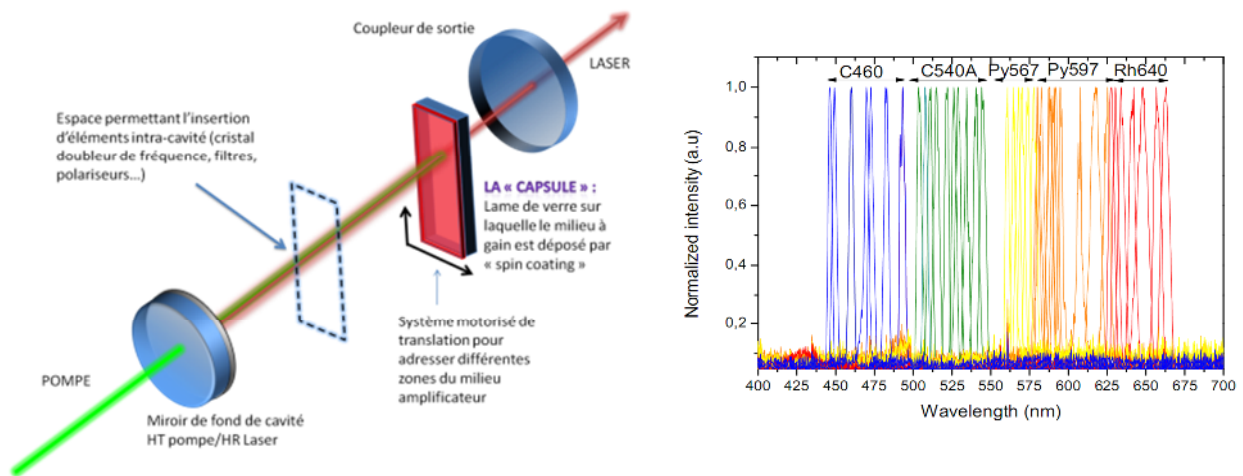 Coupleur de sortie
LASER
Espace permettant l'insertion
d'éléments intra-cavité (cristal
doubleur de fréquence, filtres,
polariseurs...)
LA « CAPSULE » :
Lame de verre sur
laquelle le milieu à
gain est déposé par
« spin coating »
Système motorisé de
translation pour
adresser différentes
zones du milieu
amplificateur
POMPE
Miroir de fond de cavité
HT pompe/HR Laser
C460 C540A Py567 Py597 Rh640
1,0
0,8
0,6
0,4
0,2
Normalized intensity (a.u)
400 425 450 475 500 525 550 575 600 625 650 675 700
Wavelength (nm)